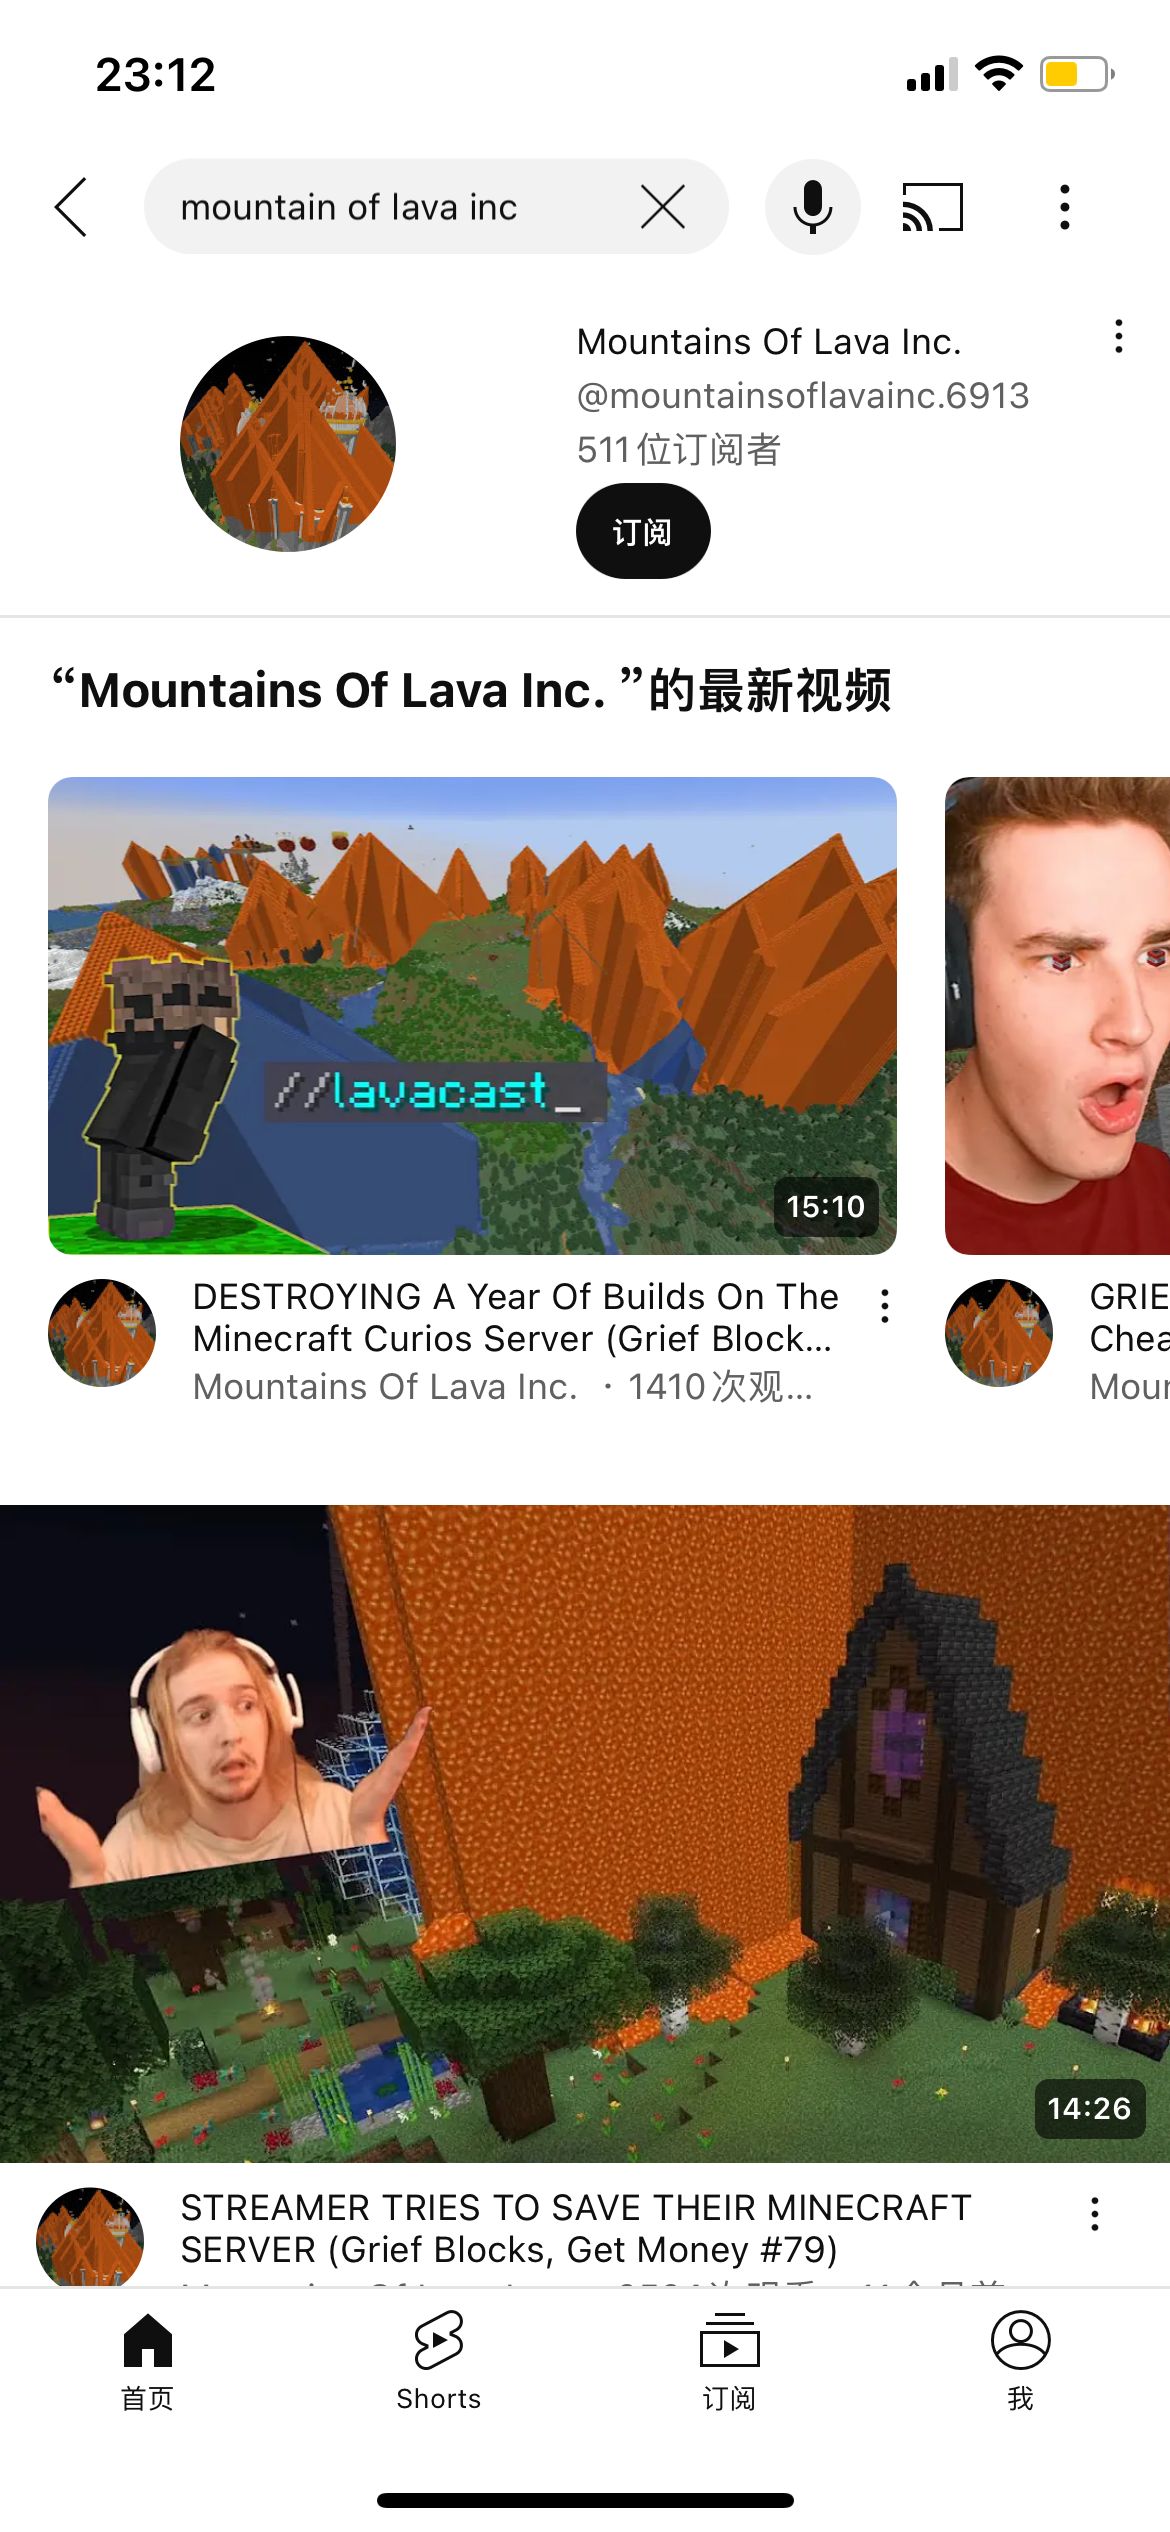 23:12
mountain of lava inc
Mountains Of Lava Inc.
@mountainsoflavainc.6913
511位订阅者
订阅
“Mountains Of Lava Inc. ”的最新视频
//lavacast_
15:10
DESTROYING A Year Of Builds On The
Minecraft Curios Server (Grief Block...
Mountains Of Lava Inc. · 1410次观...
GRIE
Chea
Moun
14:26
STREAMER TRIES TO SAVE THEIR MINECRAFT
SERVER (Grief Blocks, Get Money #79)
首页
Shorts
订阅
我